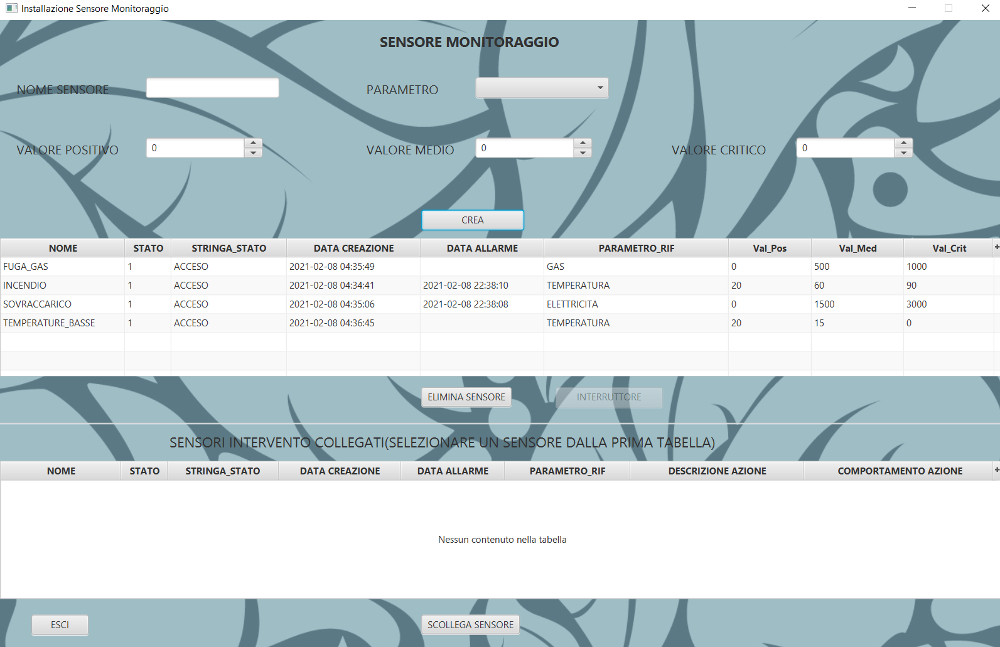 Installazione Sensore Monitoraggio
SENSORE MONITORAGGIO
NOME SENSORE PARAMETRO
VALORE POSITIVO 0 VALORE MEDIO 0 VALORE CRITICO 0
CREA
NOME STATO STRINGA_STATO DATA CREAZIONE DATA ALLARME PARAMETRO_RIF Val_Pos Val_Med Val_Crit +
FUGA_GAS 1 ACCESO 2021-02-08 04:35:49 GAS 0 500 1000
INCENDIO 1 ACCESO 2021-02-08 04:34:41 2021-02-08 22:38:10 TEMPERATURA 20 60 90
SOVRACCARICO 1 ACCESO 2021-02-08 04:35:06 2021-02-08 22:38:08 ELETTRICITA 0 1500 3000
TEMPERATURE_BASSE 1 ACCESO 2021-02-08 04:36:45 TEMPERATURA 20 15 0
ELIMINA SENSORE INTERRUTTORE
SENSORI INTERVENTO COLLEGATI(SELEZIONARE UN SENSORE DALLA PRIMA TABELLA)
NOME STATO STRINGA_STATO DATA CREAZIONE DATA ALLARME PARAMETRO_RIF DESCRIZIONE AZIONE COMPORTAMENTO AZIONE +
Nessun contenuto nella tabella
ESCI SCOLLEGA SENSORE